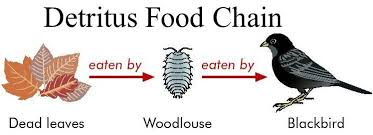 Detritus Food Chain
eaten by eaten by
Dead leaves Woodlouse Blackbird